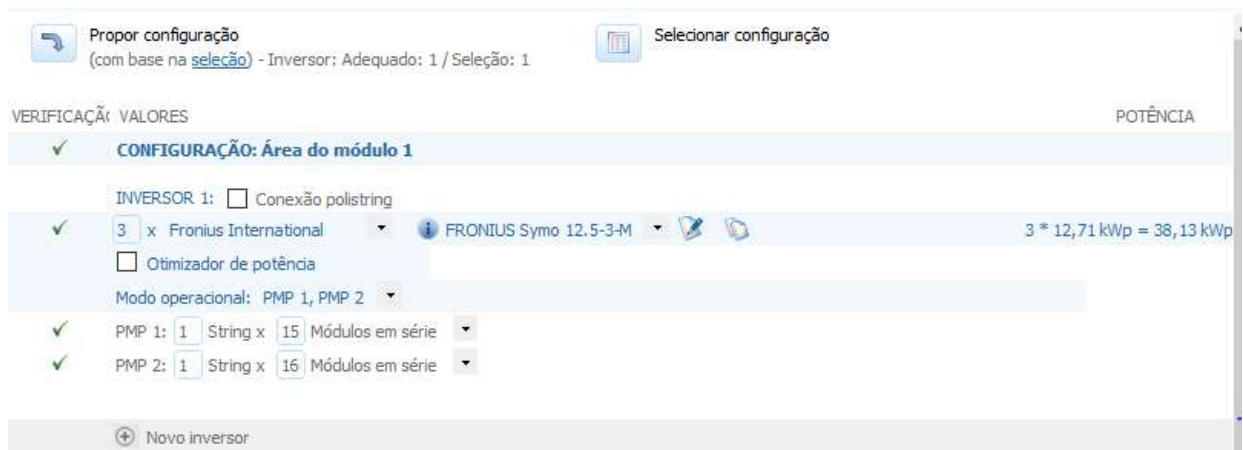 Propor configuração
(com base na seleção) - Inversor: Adequado: 1 / Seleção: 1
Selecionar configuração
VERIFICAÇÃ VALORES POTÊNCIA
CONFIGURAÇÃO: Área do módulo 1
INVERSOR 1: Conexão polistring
3 x Fronius International FRONIUS Symo 12.5-3-M 3 * 12,71 kWp = 38,13 kWp
Otimizador de potência
Modo operacional: PMP 1, PMP 2
PMP 1: 1 String x 15 Módulos em série
PMP 2: 1 String x 16 Módulos em série
Novo inversor